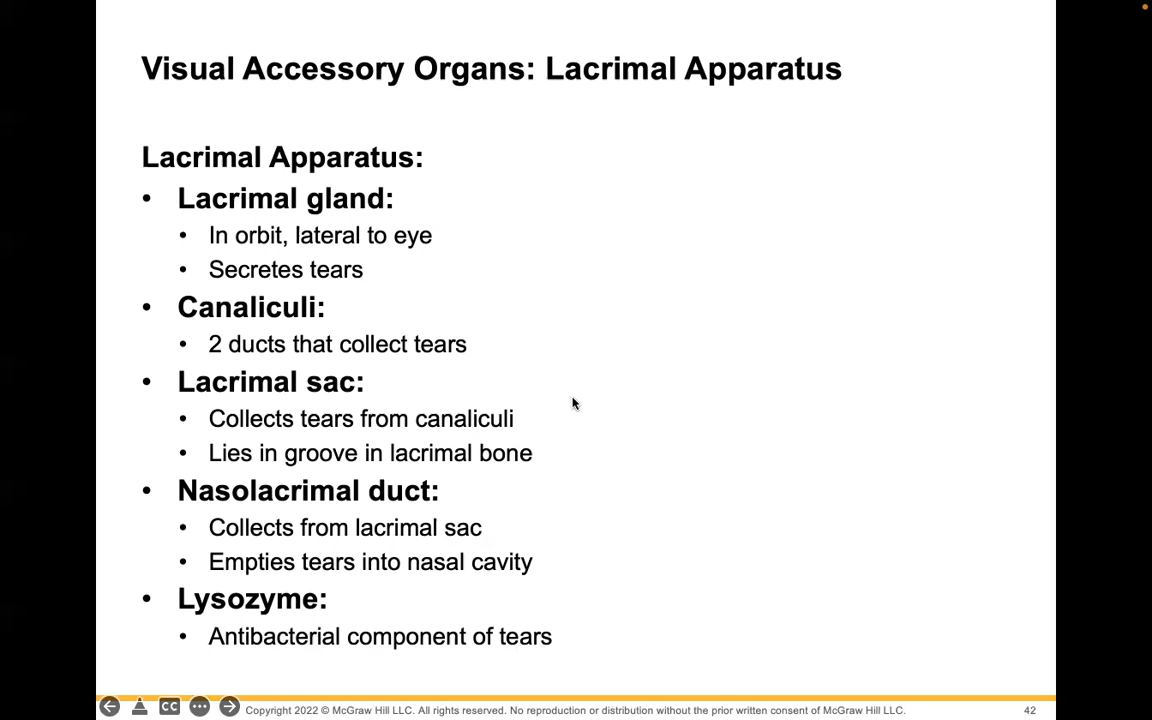 Visual Accessory Organs: Lacrimal Apparatus
Lacrimal Apparatus:
• Lacrimal gland:
• In orbit, lateral to eye
• Secretes tears
• Canaliculi:
• 2 ducts that collect tears
• Lacrimal sac:
• Collects tears from canaliculi
• Lies in groove in lacrimal bone
• Nasolacrimal duct:
• Collects from lacrimal sac
• Empties tears into nasal cavity
• Lysozyme:
• Antibacterial component of tears
CC
Copyright 2022 © McGraw Hill LLC. All rights reserved. No reproduction or distribution without the prior written consent of McGraw Hill LLC.
42